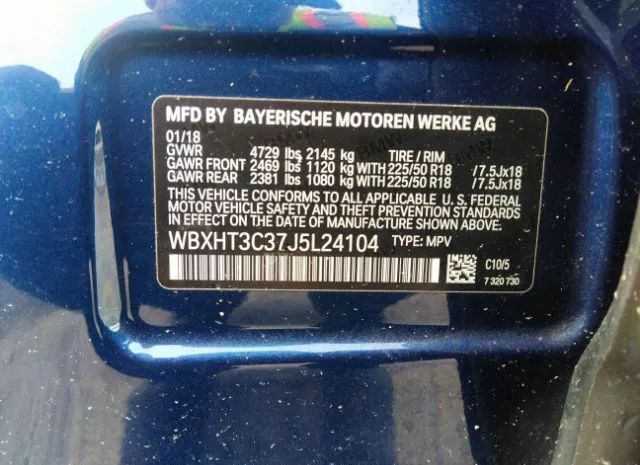 MFD BY BAYERISCHE MOTOREN WERKE AG
01/18
GVWR 4729 lbs 2145 kg TIRE / RIM
GAWR FRONT 2469 lbs 1120 kg WITH 225/50 R18 /7.5Jx18
GAWR REAR 2381 lbs 1080 kg WITH 225/50 R18 /7.5Jx18
THIS VEHICLE CONFORMS TO ALL APPLICABLE U. S. FEDERAL
MOTOR VEHICLE SAFETY AND THEFT PREVENTION STANDARDS
IN EFFECT ON THE DATE OF MANUFACTURE SHOWN ABOVE.
WBXHT3C37J5L24104 TYPE: MPV
C10/5
7 320 730